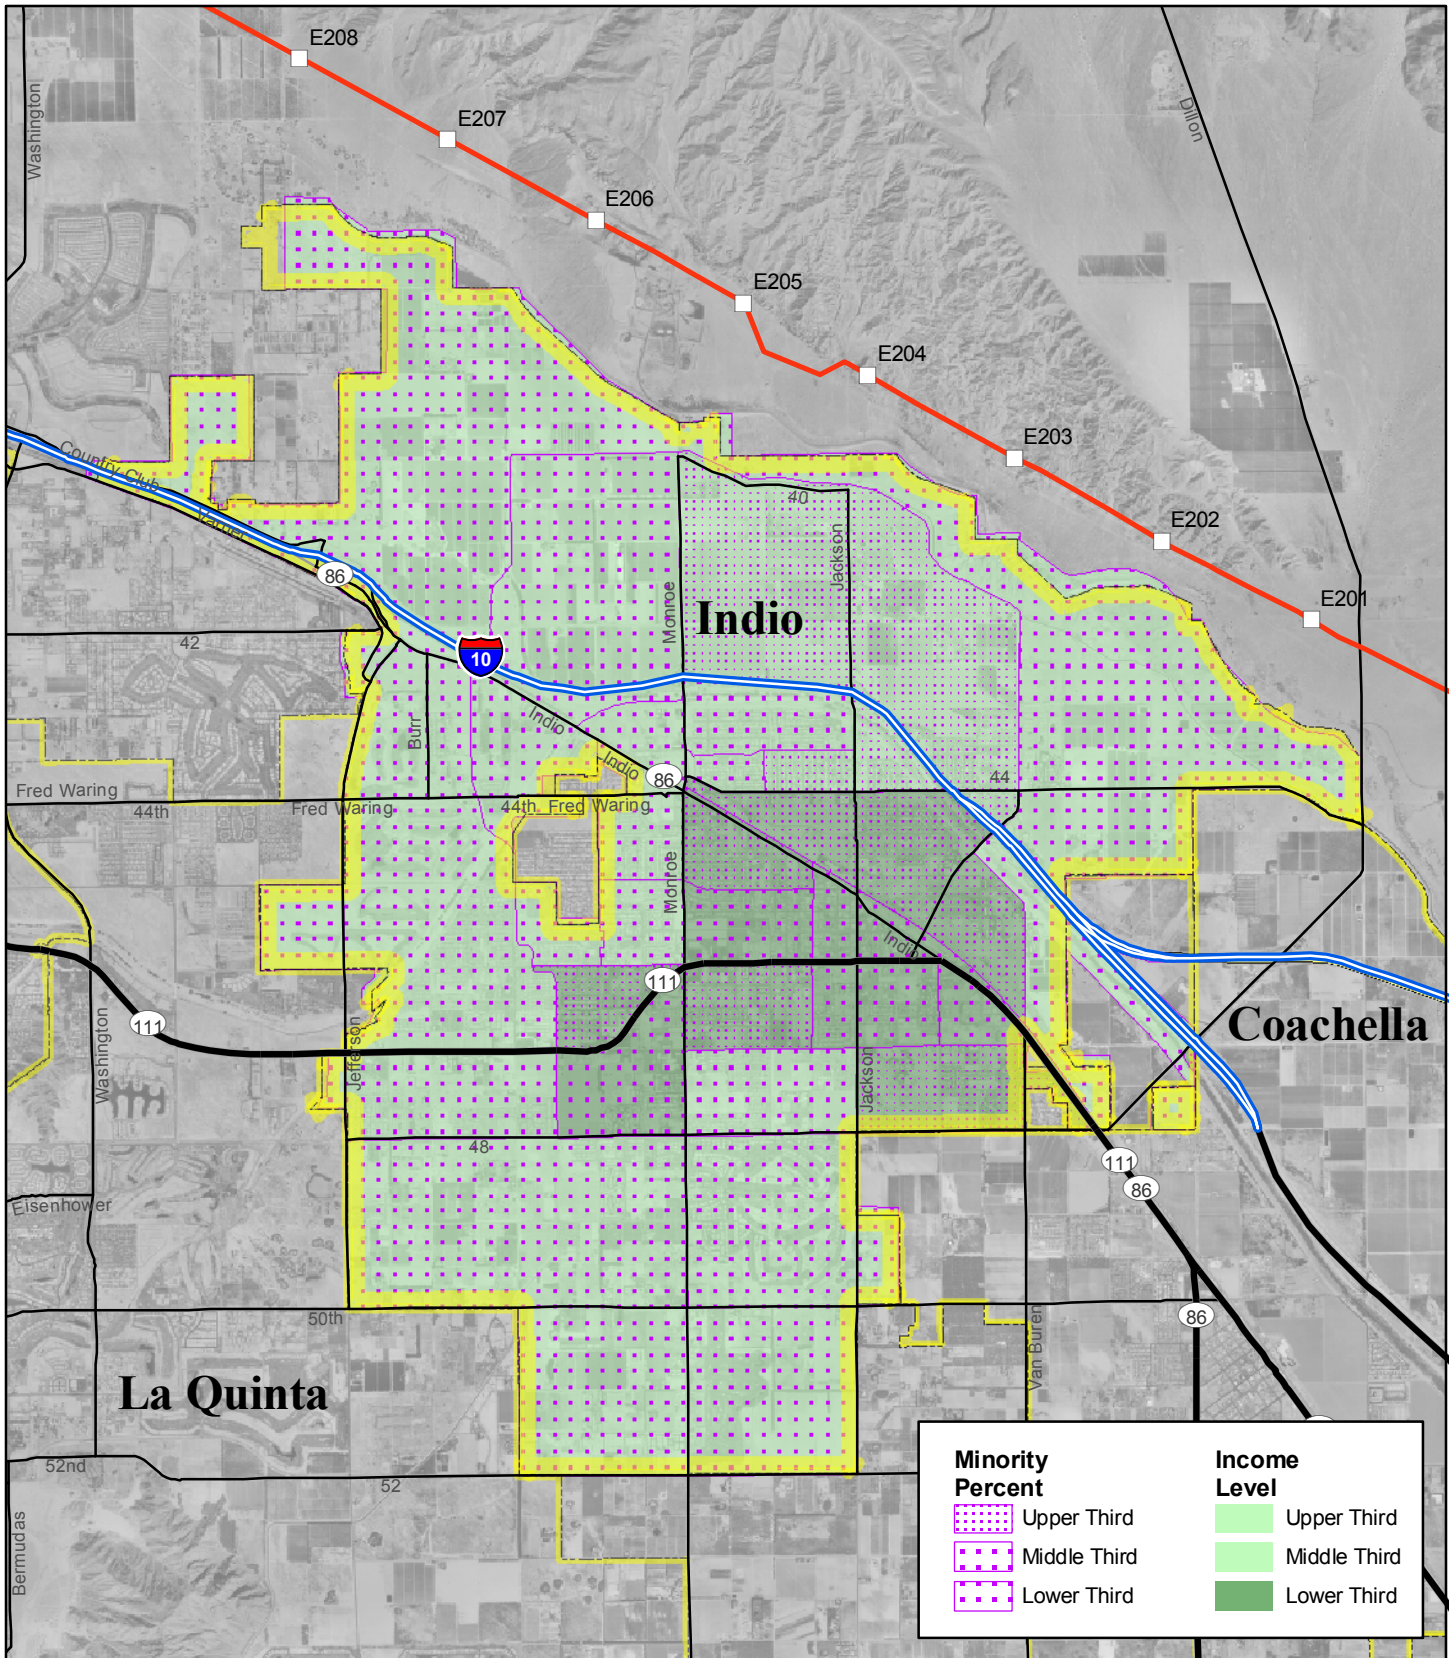 E208
E207
E206
E205
E204
E203
E202
E201
Washington
Dillon
Country Club
Varner
86
40
Jackson
Monroe
Indio
42
10
Burr
Indio
Indio
86
44
Fred Waring
44th
Fred Waring
44th
Fred Waring
Monroe
Indio
111
111
Coachella
Washington
Jefferson
Jackson
48
111
86
Eisenhower
50th
86
Van Buren
La Quinta
52nd
52
Bermudas
Minority
Percent
Upper Third
Middle Third
Lower Third
Income
Level
Upper Third
Middle Third
Lower Third